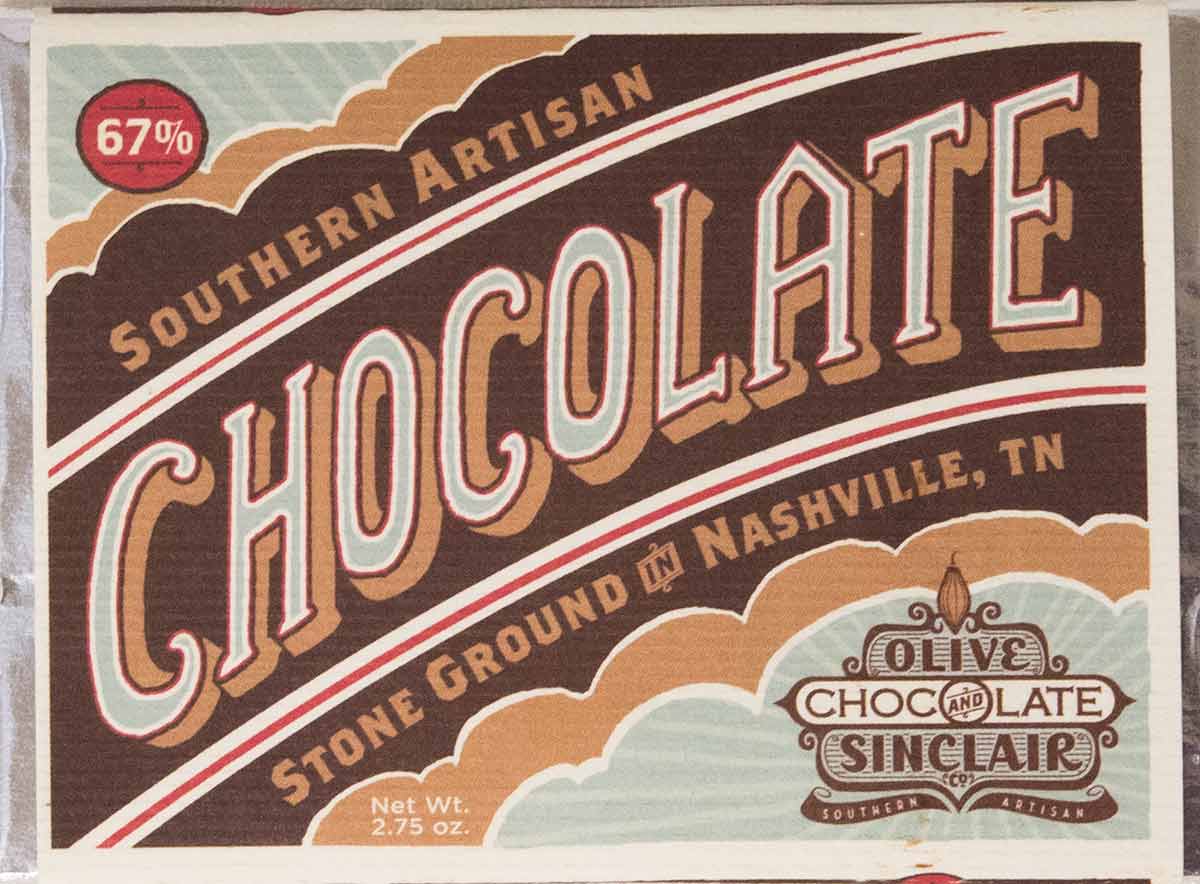 67%
SOUTHERN ARTISAN
CHOCOLATE
STONE GROUND IN NASHVILLE, TN
Net Wt.
2.75 oz.
OLIVE
CHOCOLATE
AND
SINCLAIR
CO
SOUTHERN ARTISAN